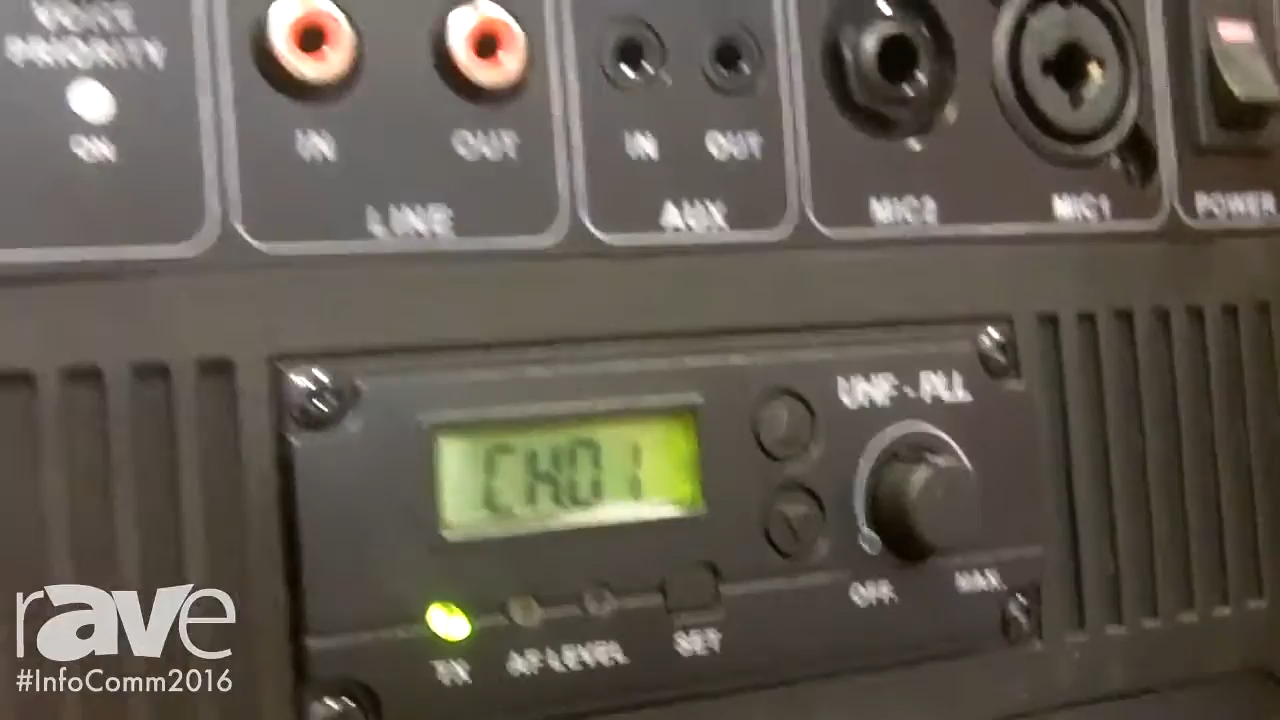 VOICE
PRIORITY
ON
IN OUT
LINE
IN OUT
AUX
MIC2 MIC1
POWER
UHF-PLL
CH01
OFF MAX
TX AF LEVEL SET
rave
#InfoComm2016